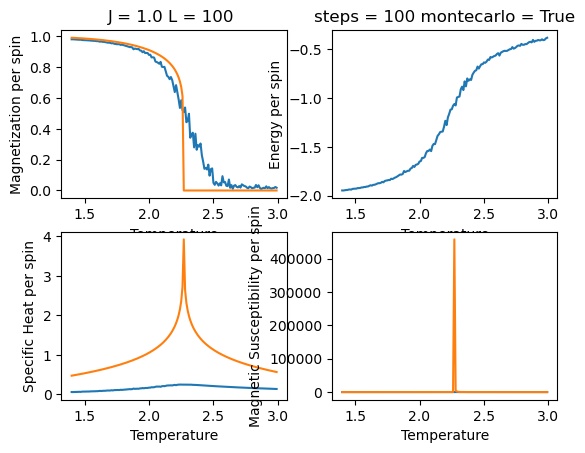 J = 1.0 L = 100
steps = 100 montecarlo = True
Magnetization per spin
1.0
0.8
0.6
0.4
0.2
0.0
1.5 2.0 2.5 3.0
Temperature
Energy per spin
−0.5
−1.0
−1.5
−2.0
1.5 2.0 2.5 3.0
Temperature
Specific Heat per spin
4
3
2
1
0
1.5 2.0 2.5 3.0
Temperature
Magnetic Susceptibility per spin
400000
300000
200000
100000
0
1.5 2.0 2.5 3.0
Temperature